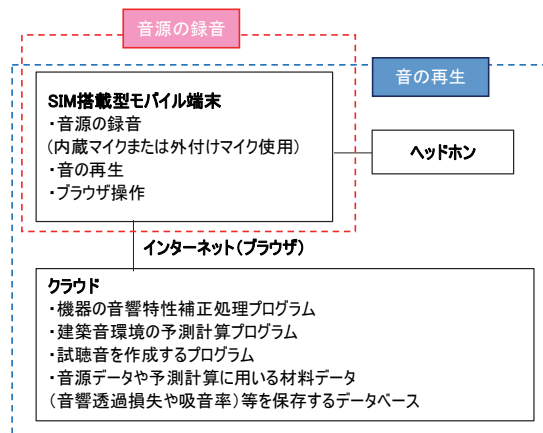 音源の録音
音の再生
SIM搭載型モバイル端末
・音源の録音
(内蔵マイクまたは外付けマイク使用)
・音の再生
・ブラウザ操作
ヘッドホン
インターネット(ブラウザ)
クラウド
・機器の音響特性補正処理プログラム
・建築音環境の予測計算プログラム
・試聴音を作成するプログラム
・音源データや予測計算に用いる材料データ
(音響透過損失や吸音率)等を保存するデータベース